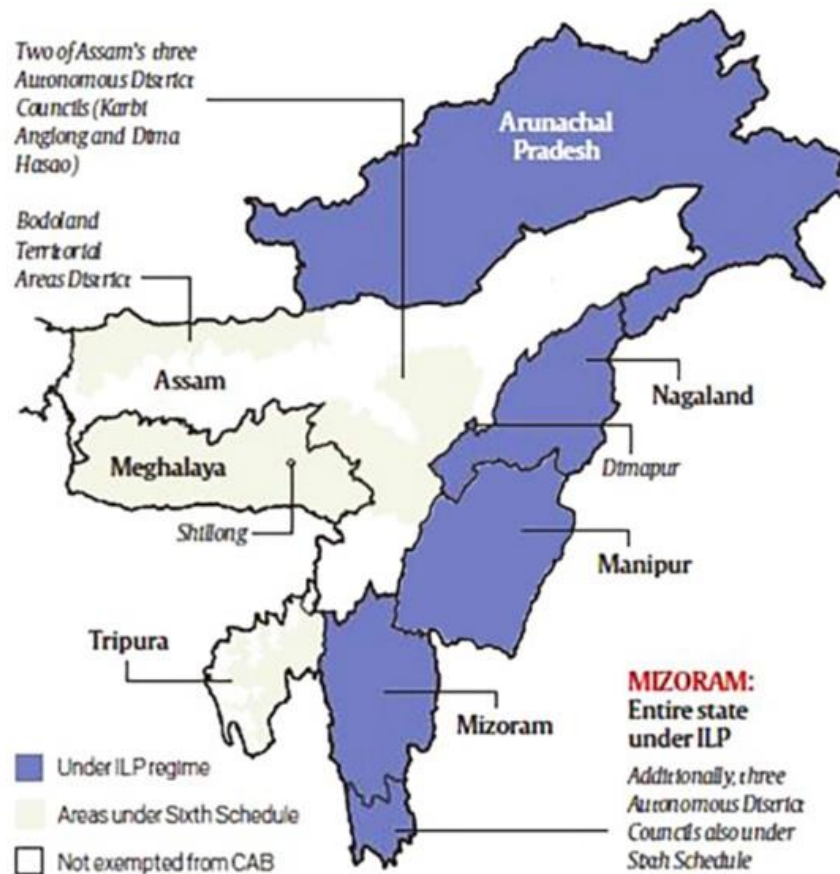 Two of Assam's three
Autonomous District
Councils (Karbi
Anglong and Dima
Hasao)
Arunachal
Pradesh
Bodoland
Territorial
Areas District
Assam
Nagaland
Meghalaya
Dimapur
Shillong
Manipur
Tripura
Mizoram
MIZORAM:
Entire state
under ILP
Additionally, three
Autonomous District
Councils also under
Sixth Schedule
Under ILP regime
Areas under Sixth Schedule
Not exempted from CAB